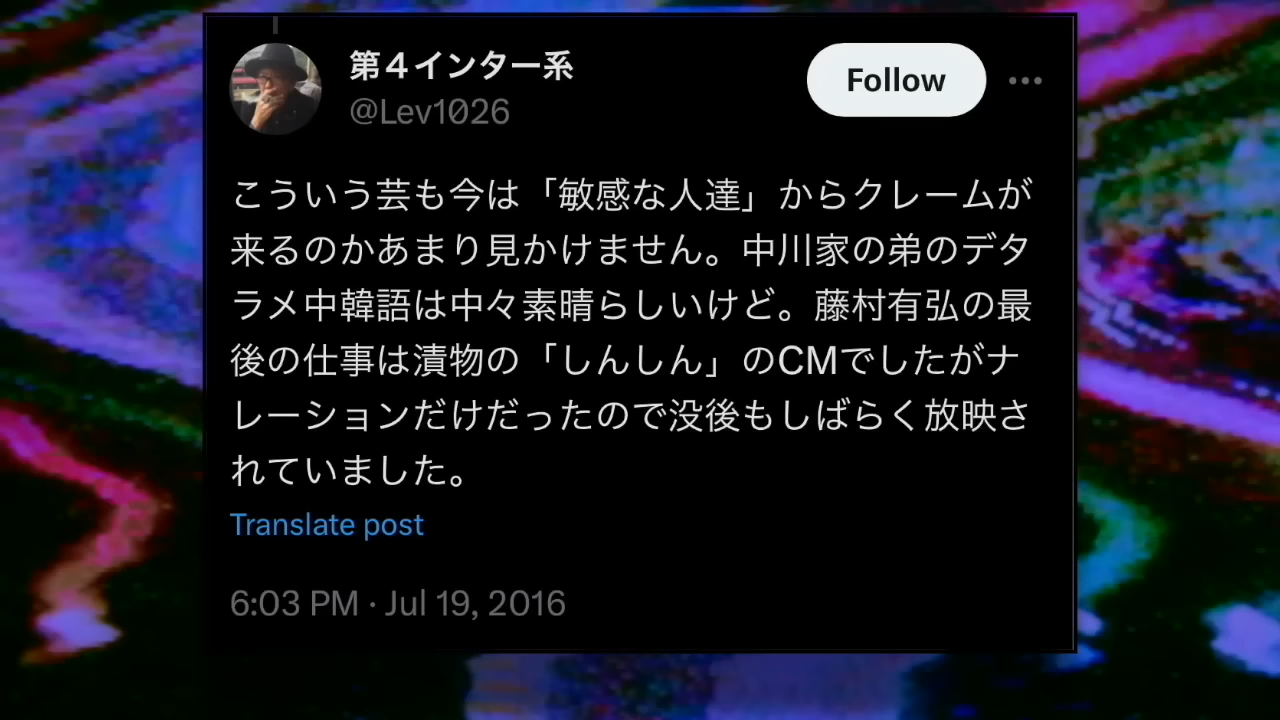 第４インター系
Follow
@Lev1026
こういう芸も今は「敏感な人達」からクレームが
来るのかあまり見かけません。中川家の弟のデタ
ラメ中韓語は中々素晴らしいけど。藤村有弘の最
後の仕事は漬物の「しんしん」のCMでしたがナ
レーションだけだったので没後もしばらく放映さ
れていました。
Translate post
6:03 PM · Jul 19, 2016